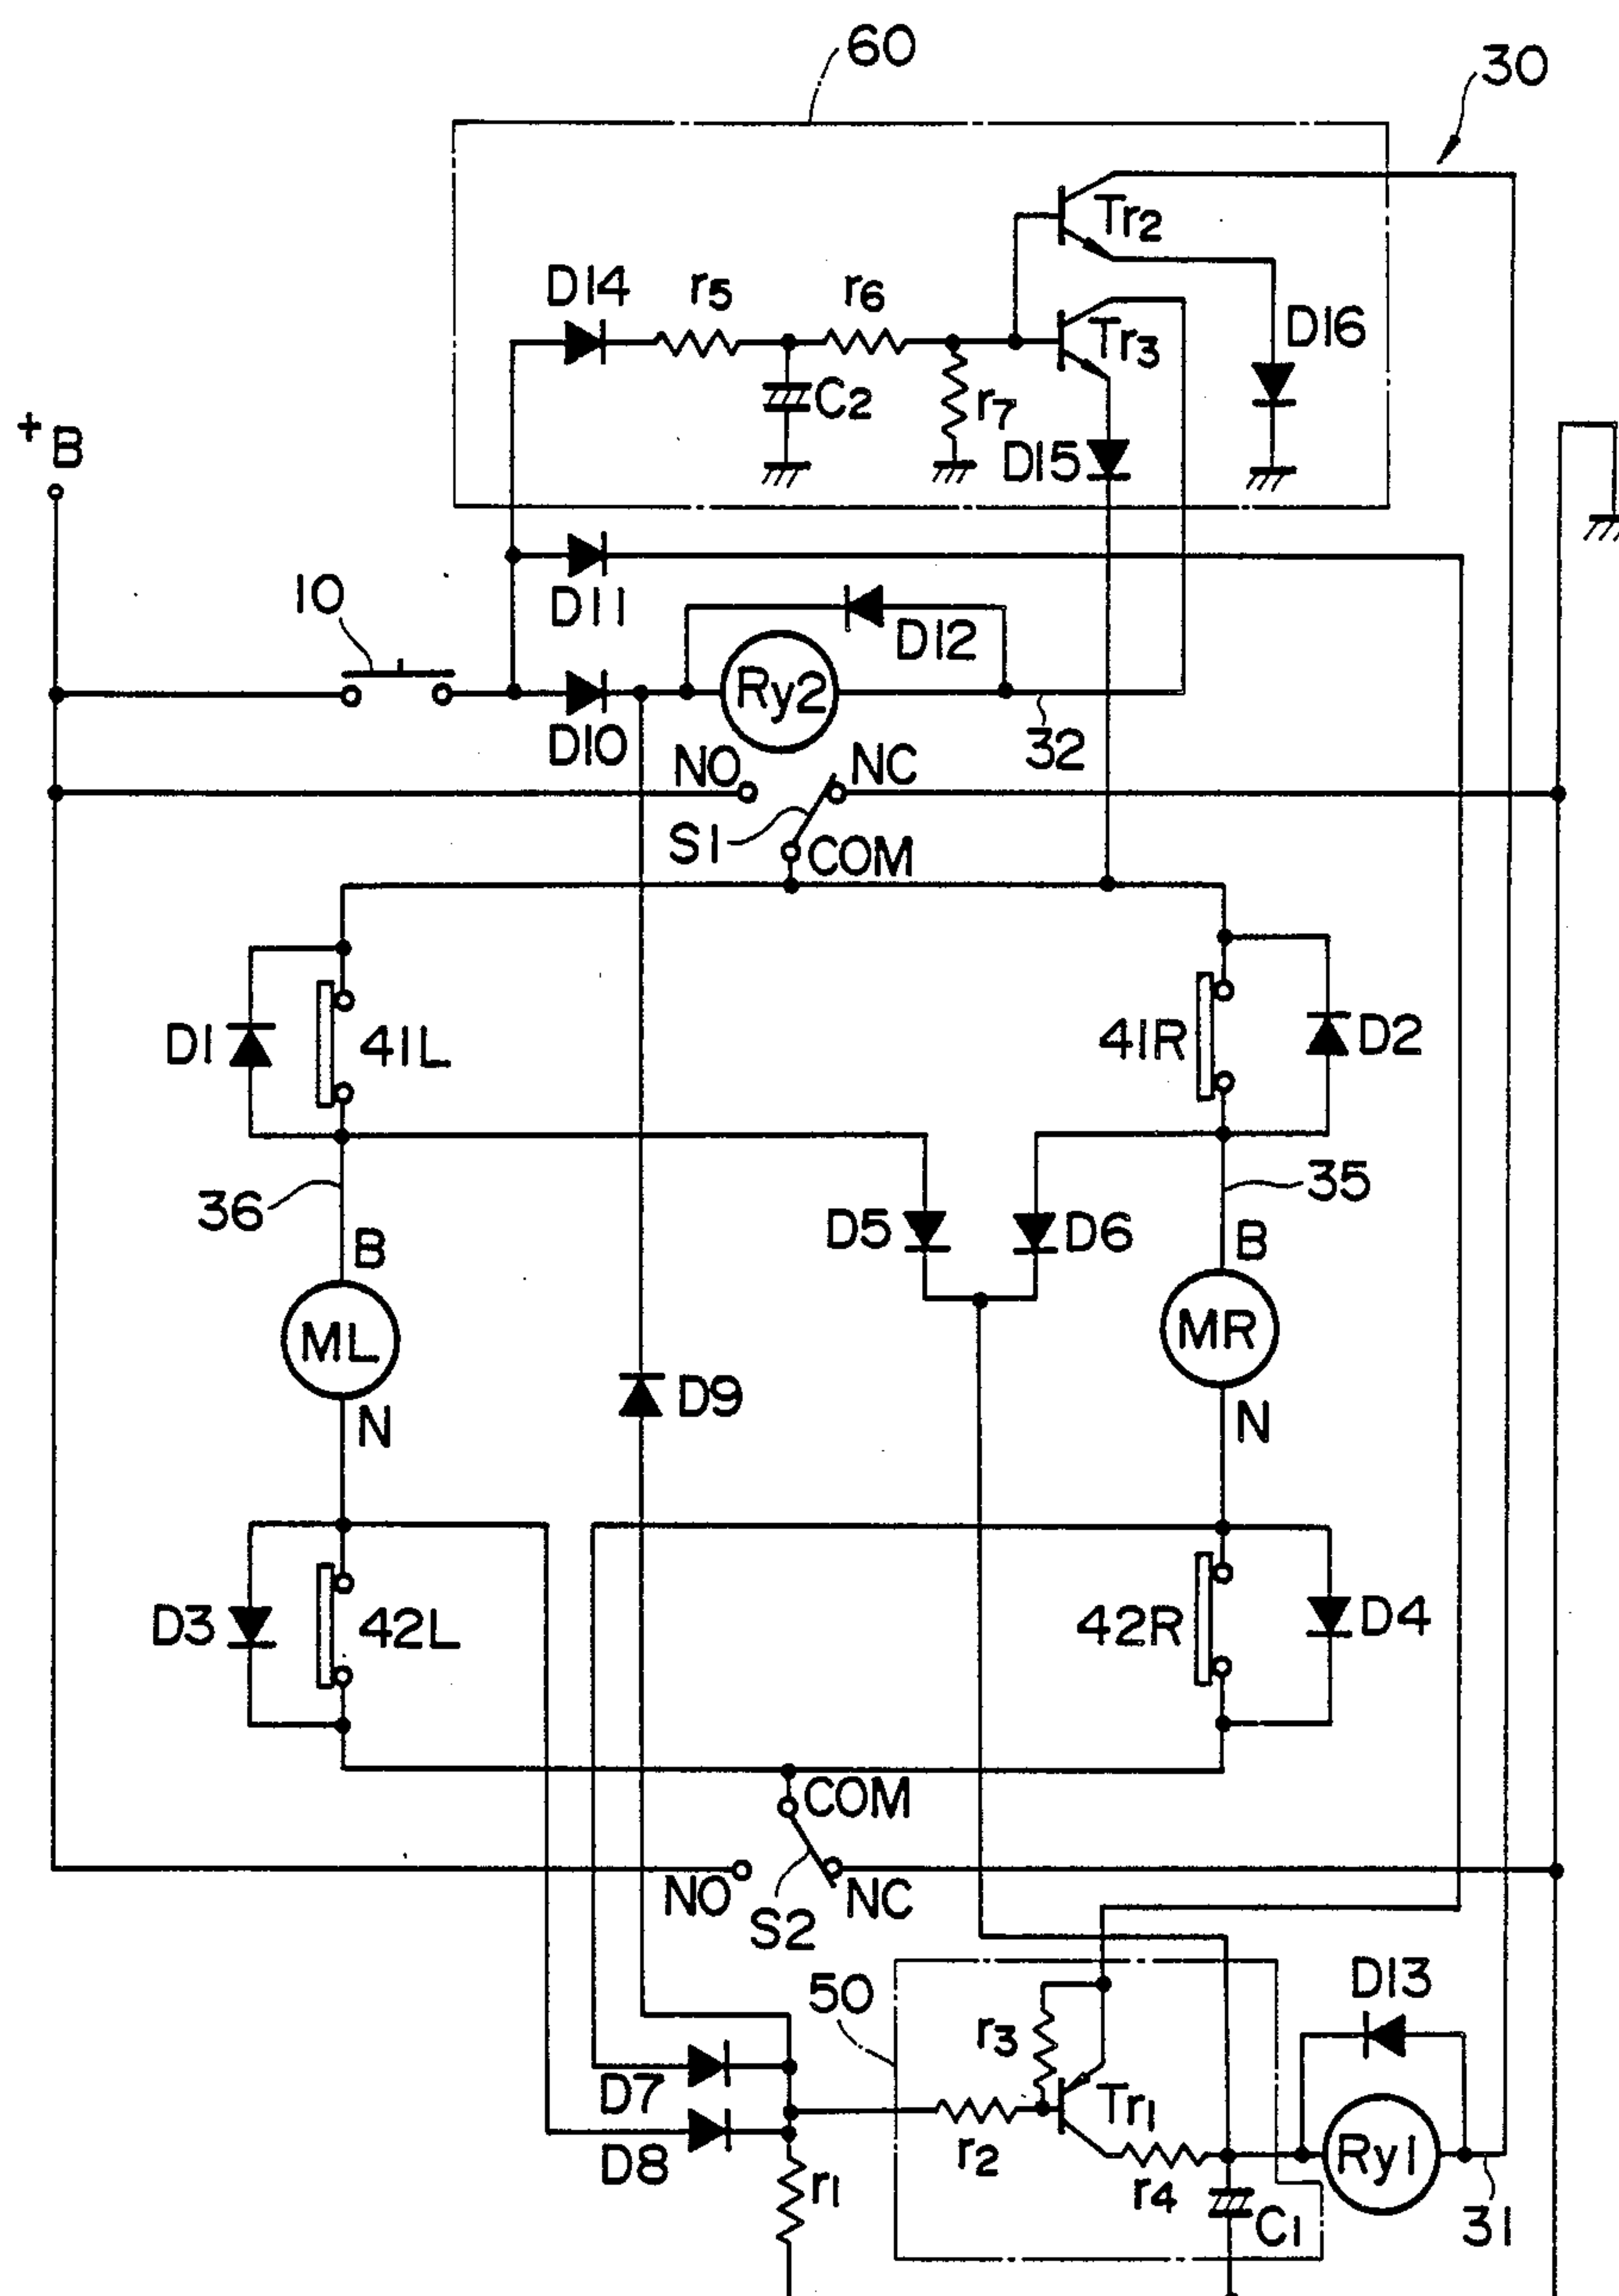 60
30
Tr2
D14
r5
r6
D16
Tr3
C2
r7
+B
D15
10
D11
D12
Ry2
D10
32
NO
NC
S1
COM
D1
41L
41R
D2
36
35
B
D5
D6
B
ML
MR
D9
N
N
D3
42L
42R
D4
COM
NO
S2
NC
50
D13
r3
D7
Tr1
r2
D8
r1
r4
Ry1
C1
31